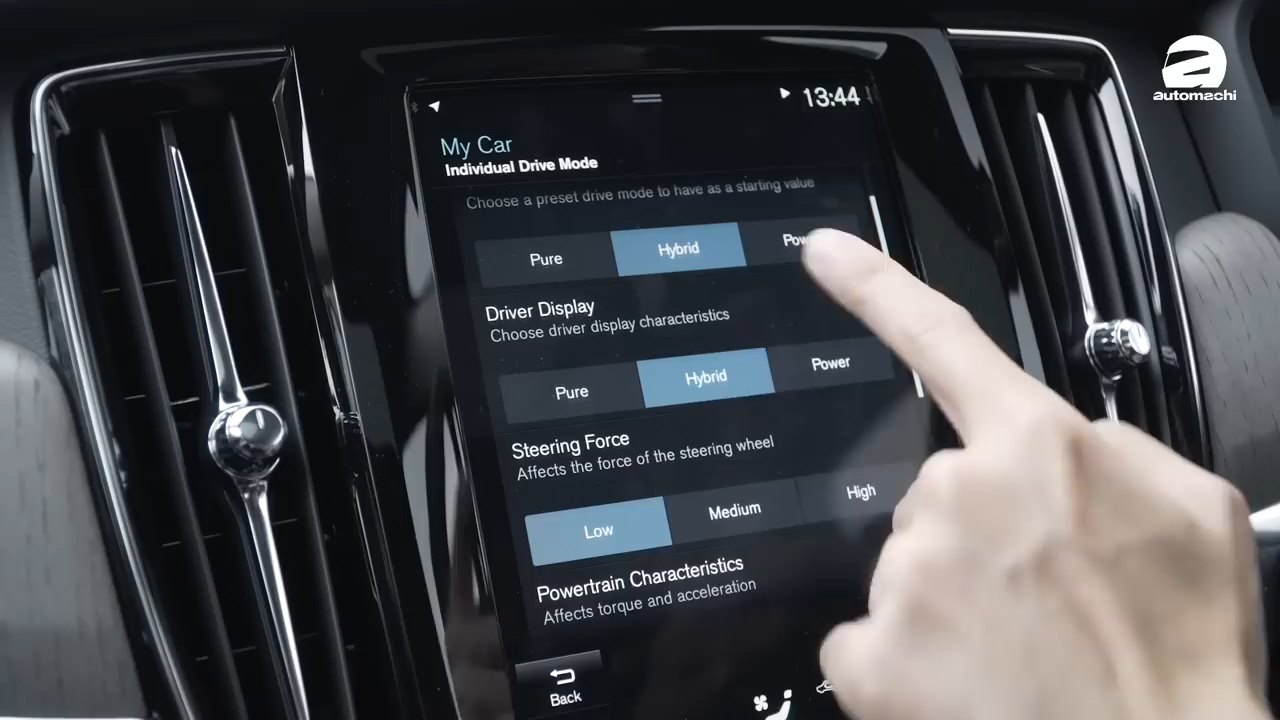 automachi
13:44
My Car
Individual Drive Mode
Choose a preset drive mode to have as a starting value
Pure Hybrid
Driver Display
Choose driver display characteristics
Pure Hybrid Power
Steering Force
Affects the force of the steering wheel
Low Medium High
Powertrain Characteristics
Affects torque and acceleration
Back